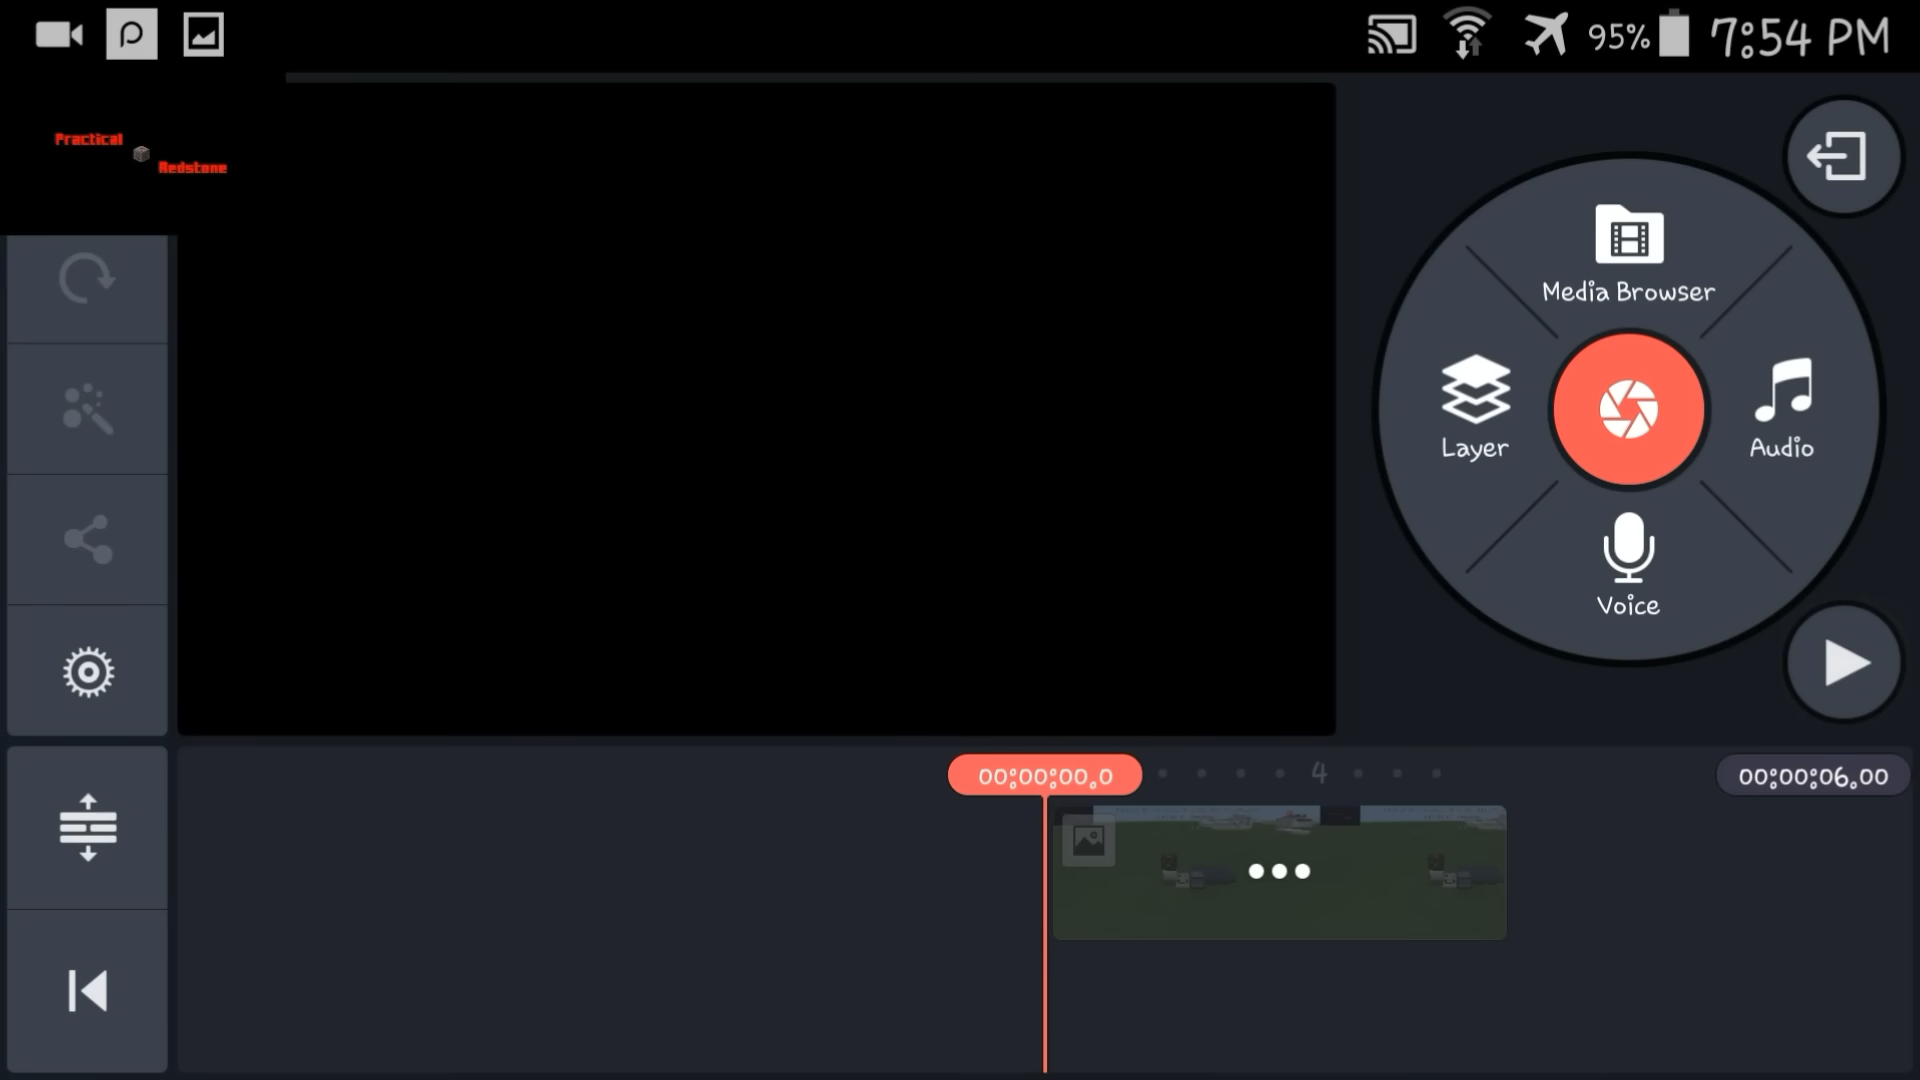 95% 7:54 PM
Practical
Redstone
Media Browser
Layer
Audio
Voice
00:00:00.0
4
00:00:06.00